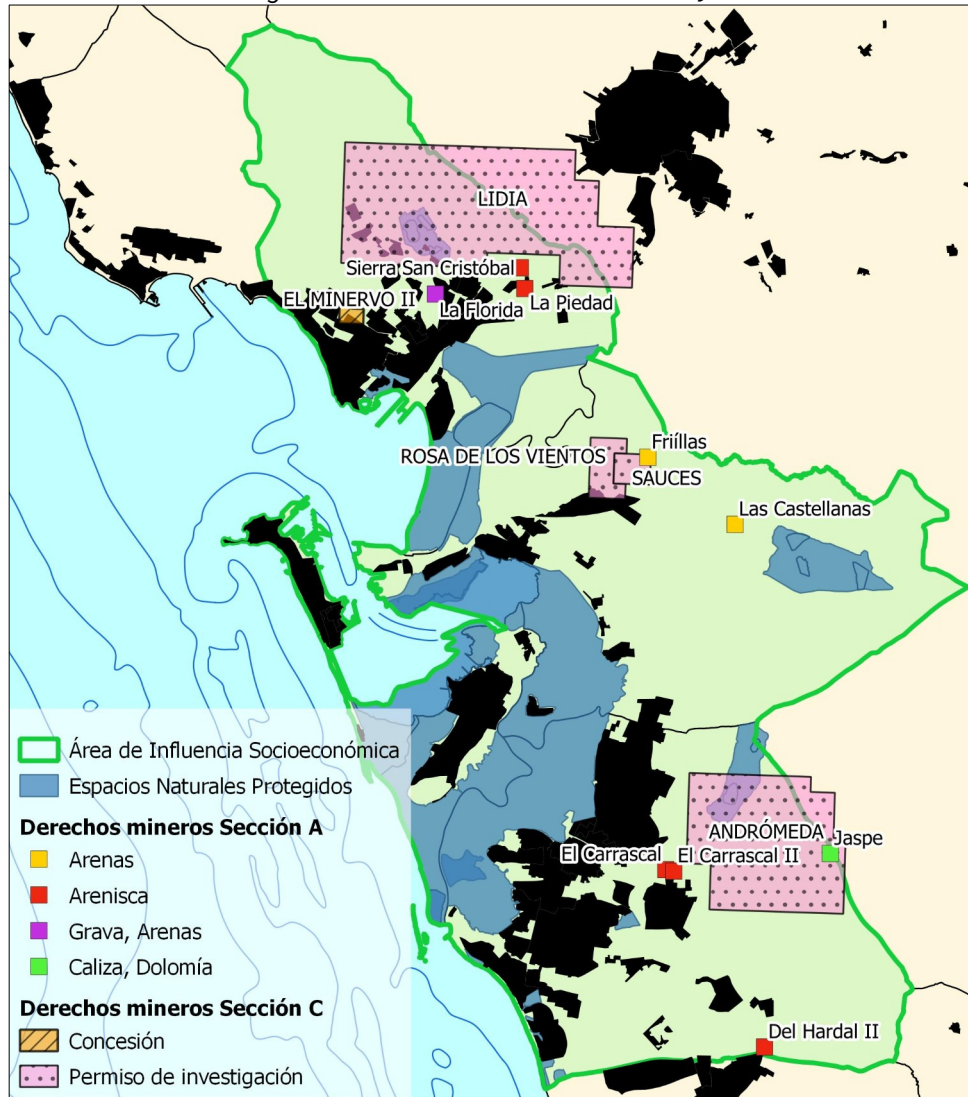 LIDIA
Sierra San Cristóbal
EL MINERVO II
La Florida
La Piedad
ROSA DE LOS VIENTOS
Friíllas
SAUCES
Las Castellanas
ANDRÓMEDA
Jaspe
El Carrascal
El Carrascal II
Del Hardal II
Área de Influencia Socioeconómica
Espacios Naturales Protegidos
Derechos mineros Sección A
Arenas
Arenisca
Grava, Arenas
Caliza, Dolomía
Derechos mineros Sección C
Concesión
Permiso de investigación